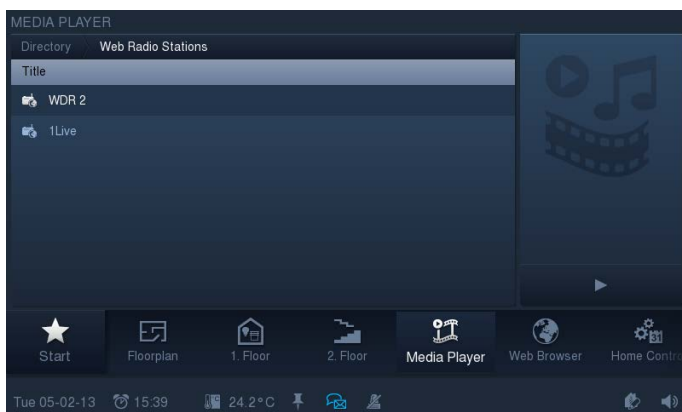 MEDIA PLAYER
Directory Web Radio Stations
Title
WDR 2
1Live
Start Floorplan 1. Floor 2. Floor Media Player Web Browser Home Contro
31
Tue 05-02-13 15:39 24.2°C